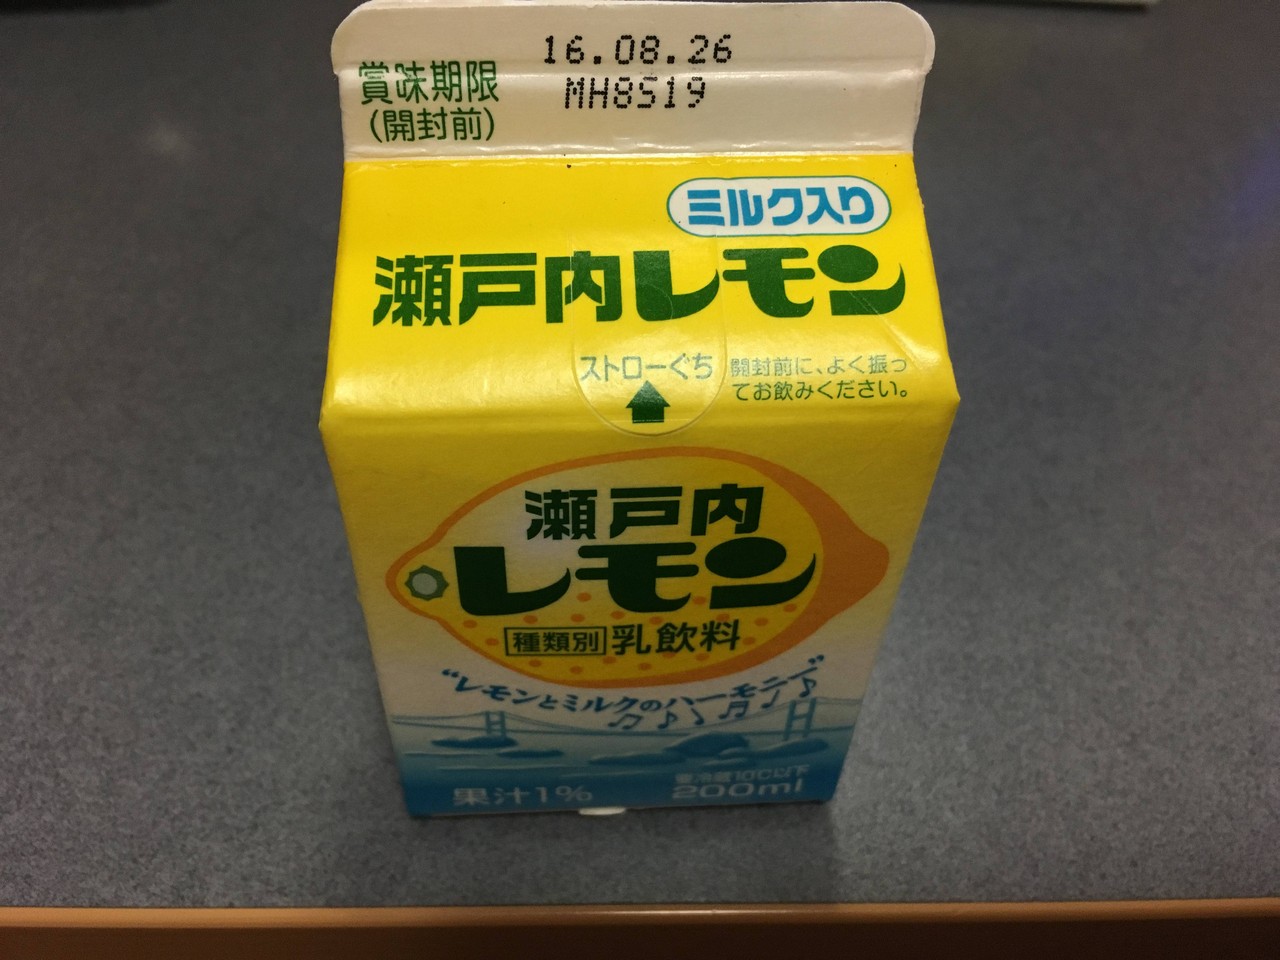 16.08.26
MH8S19
賞味期限
(開封前)
ミルク入り
瀬戸内レモン
ストローぐち
開封前に、よく振っ
てお飲みください。
瀬戸内
レモン
種類別 乳飲料
“レモンとミルクのハーモニー”
要冷蔵10℃以下
果汁1% 200ml